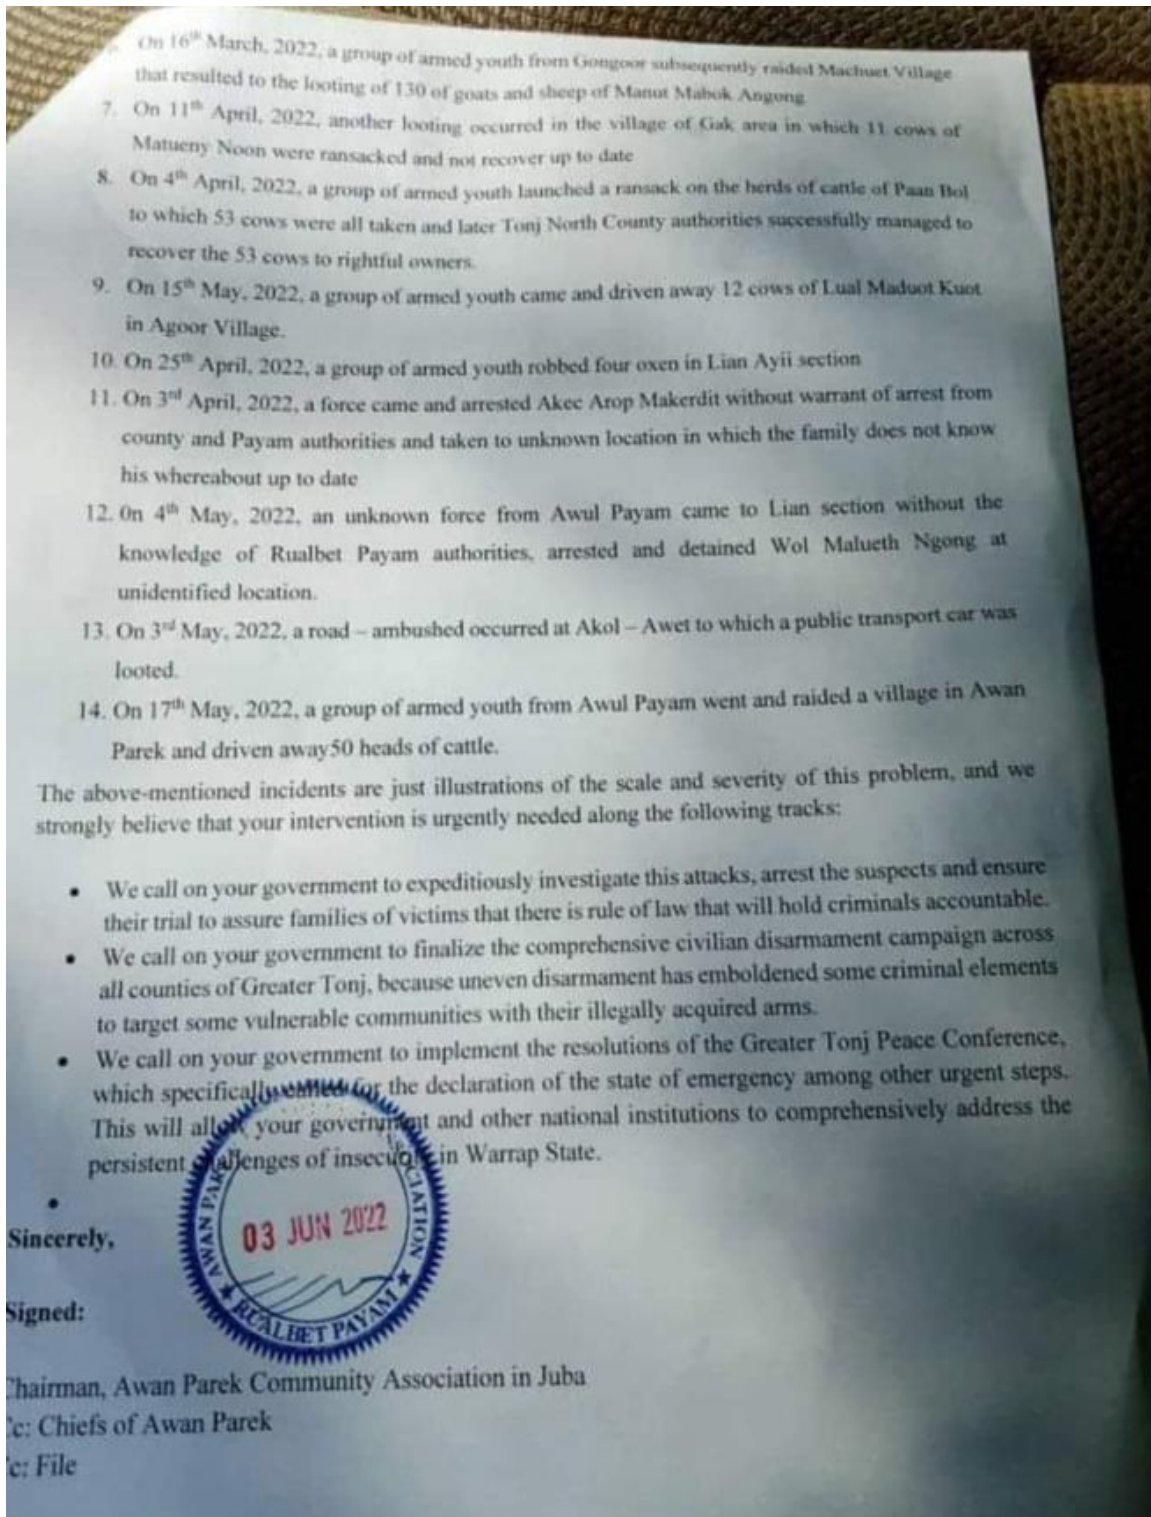 On 16th March, 2022, a group of armed youth from Gongoor subsequently raided Machuet Village
that resulted to the looting of 130 of goats and sheep of Manut Mabok Angong
7. On 11th April, 2022, another looting occurred in the village of Gak area in which 11 cows of
Matueny Noon were ransacked and not recover up to date
8. On 4th April, 2022, a group of armed youth launched a ransack on the herds of cattle of Paan Bol
to which 53 cows were all taken and later Tonj North County authorities successfully managed to
recover the 53 cows to rightful owners.
9. On 15th May, 2022, a group of armed youth came and driven away 12 cows of Lual Maduot Kuot
in Agoor Village.
10. On 25th April, 2022, a group of armed youth robbed four oxen in Lian Ayii section
11. On 3rd April, 2022, a force came and arrested Akec Arop Makerdit without warrant of arrest from
county and Payam authorities and taken to unknown location in which the family does not know
his whereabout up to date
12. 0n 4th May, 2022, an unknown force from Awul Payam came to Lian section without the
knowledge of Rualbet Payam authorities, arrested and detained Wol Malueth Ngong at
unidentified location.
13. On 3rd May, 2022, a road – ambushed occurred at Akol – Awet to which a public transport car was
looted.
14. On 17th May, 2022, a group of armed youth from Awul Payam went and raided a village in Awan
Parek and driven away50 heads of cattle.
The above-mentioned incidents are just illustrations of the scale and severity of this problem, and we
strongly believe that your intervention is urgently needed along the following tracks:
• We call on your government to expeditiously investigate this attacks, arrest the suspects and ensure
their trial to assure families of victims that there is rule of law that will hold criminals accountable.
• We call on your government to finalize the comprehensive civilian disarmament campaign across
all counties of Greater Tonj, because uneven disarmament has emboldened some criminal elements
to target some vulnerable communities with their illegally acquired arms.
• We call on your government to implement the resolutions of the Greater Tonj Peace Conference,
which specifically called for the declaration of the state of emergency among other urgent steps.
This will allow your government and other national institutions to comprehensively address the
persistent challenges of insecurity in Warrap State.
•
AWAN PAR CIATION
03 JUN 2022
★ RUALBET PAYAM ★
Sincerely,
Signed:
Chairman, Awan Parek Community Association in Juba
Cc: Chiefs of Awan Parek
Cc: File